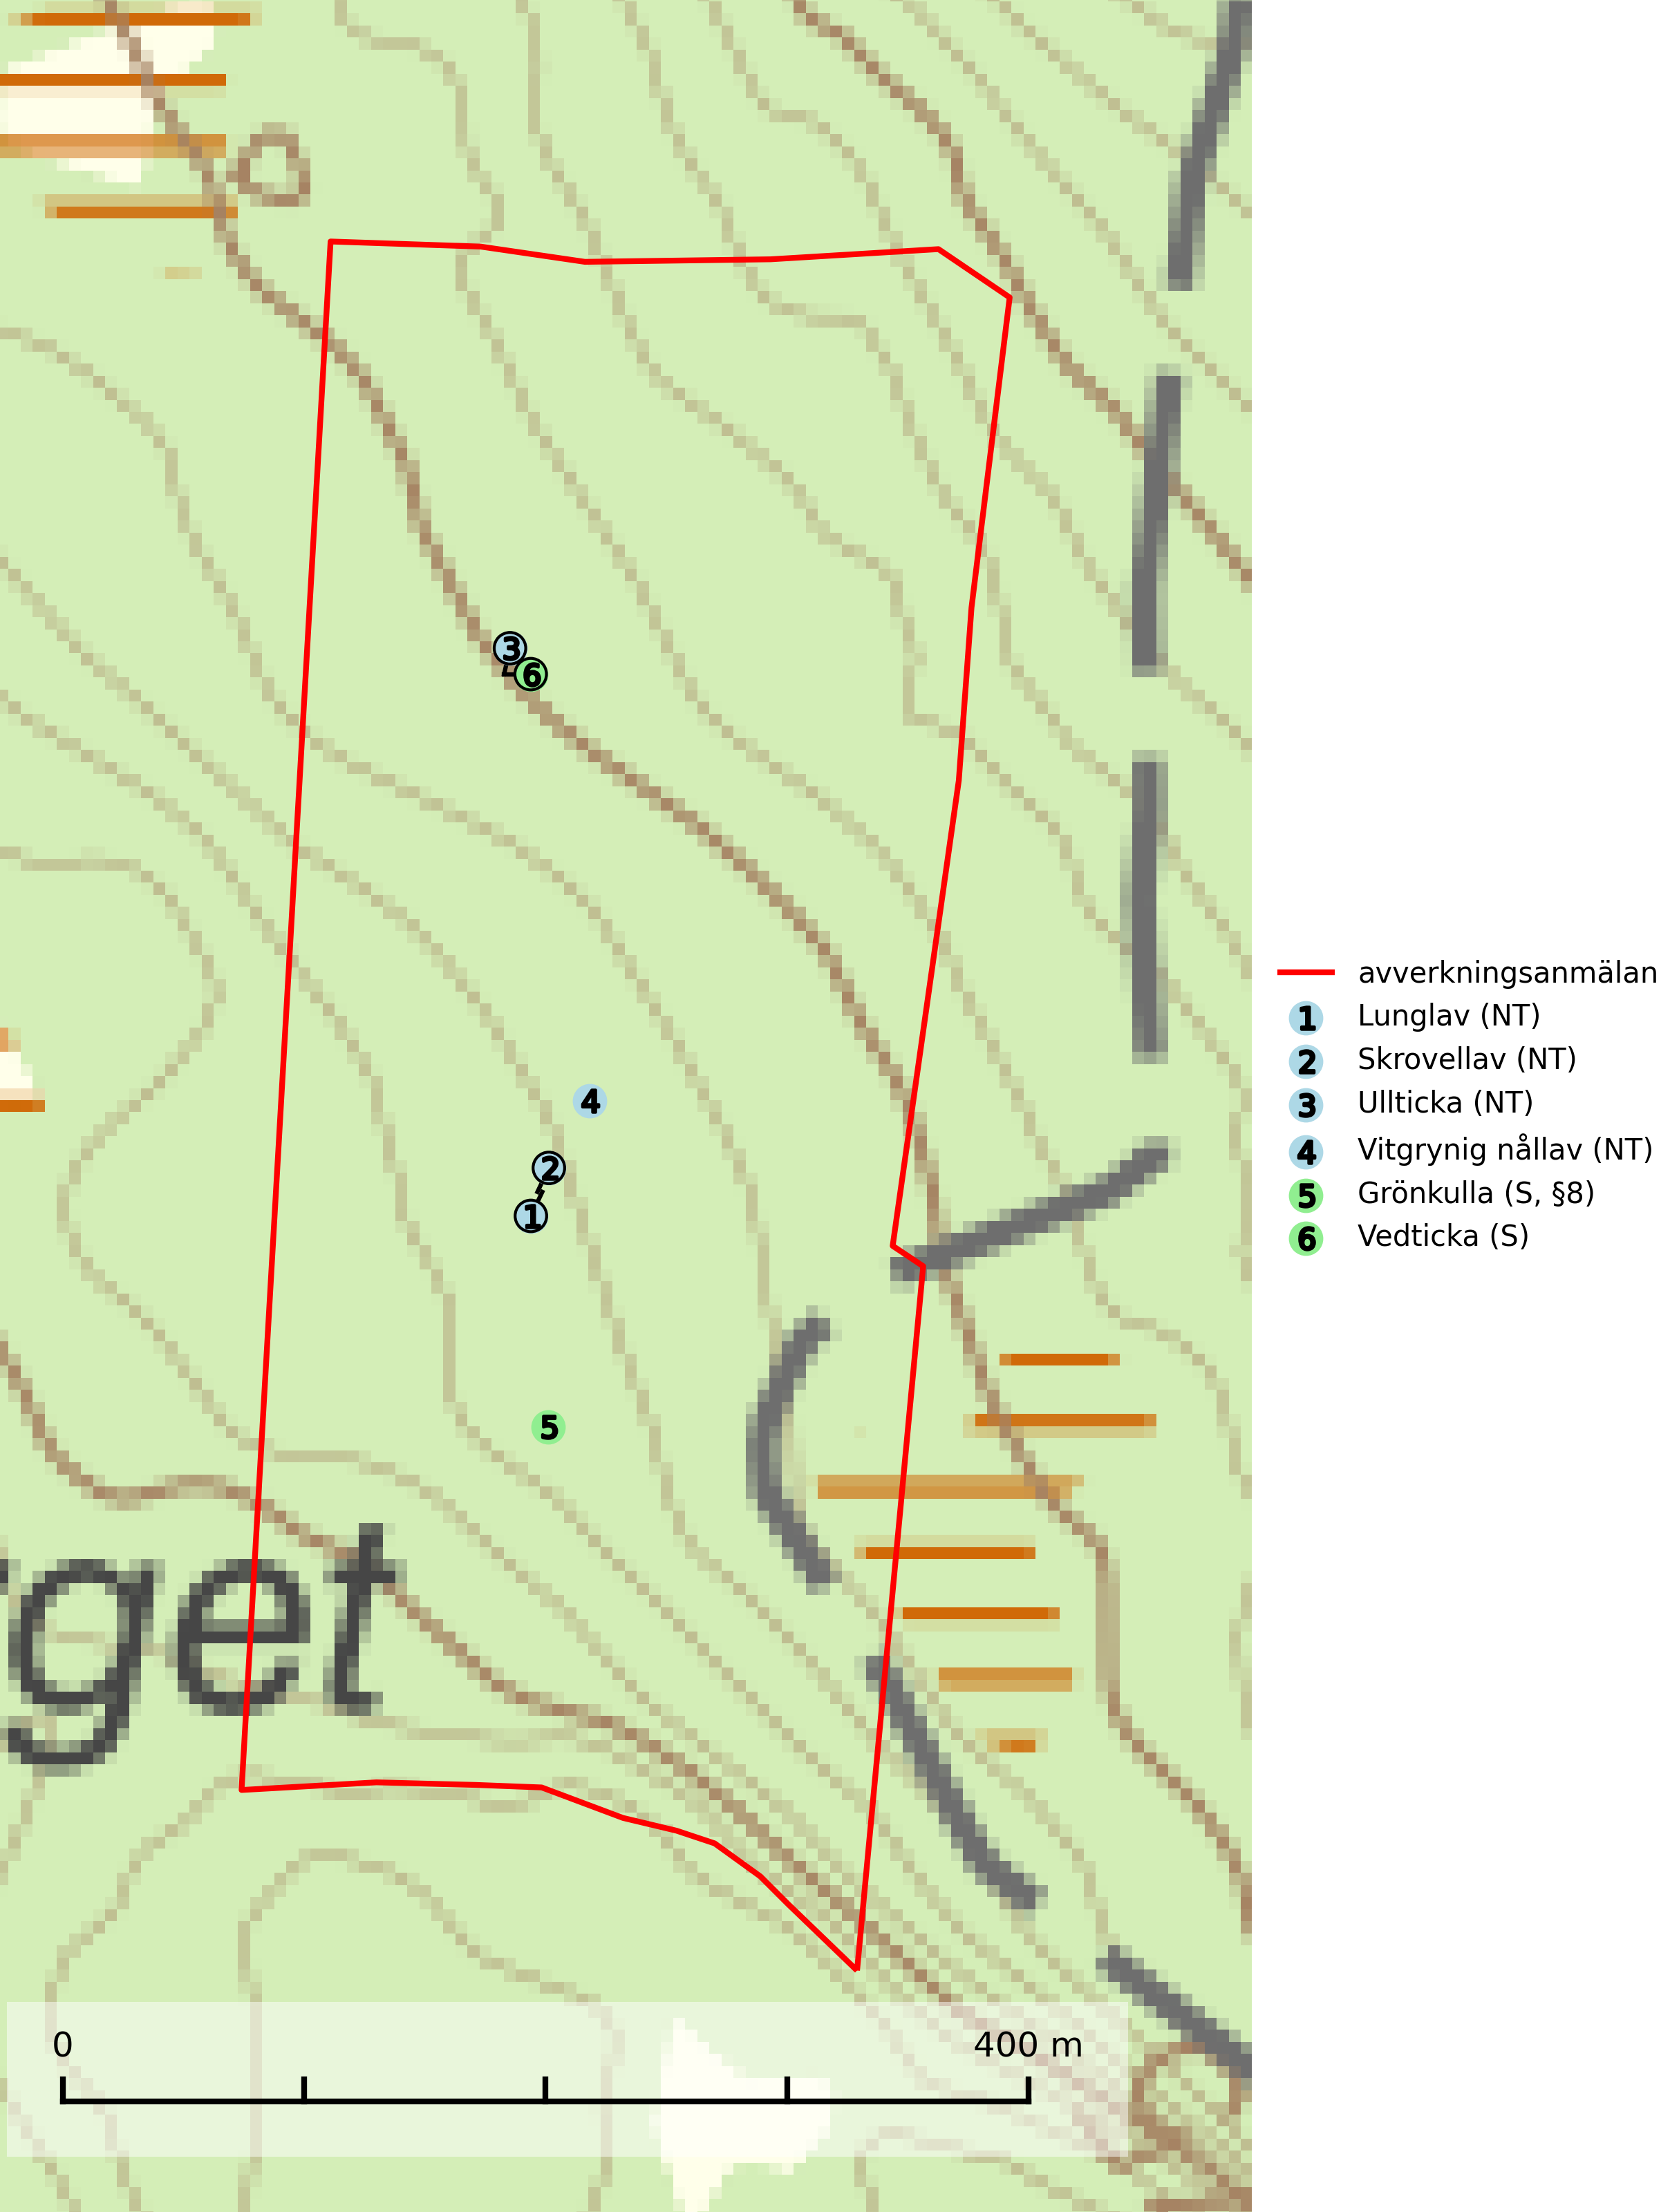 3
6
4
2
1
5
get
0
400 m
avverkningsanmälan
1 Lunglav (NT)
2 Skrovellav (NT)
3 Ullticka (NT)
4 Vitgrynig nållav (NT)
5 Grönkulla (S, §8)
6 Vedticka (S)